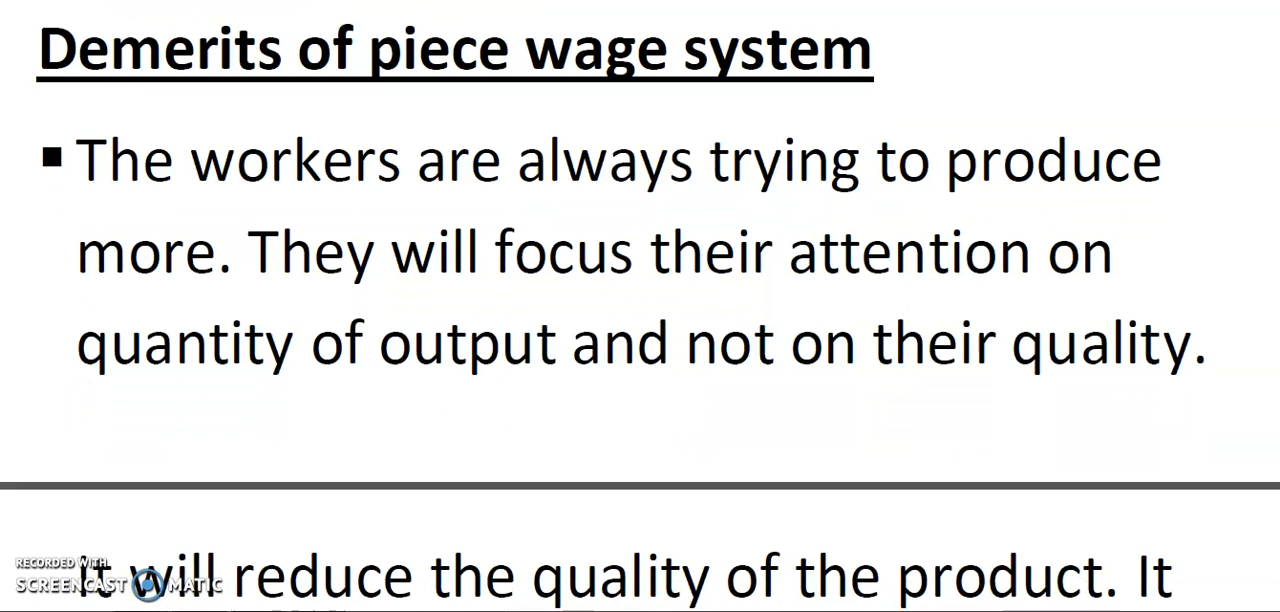 Demerits of piece wage system
▪ The workers are always trying to produce
more. They will focus their attention on
quantity of output and not on their quality.
It will reduce the quality of the product. It
RECORDED WITH
SCREENCAST MATIC